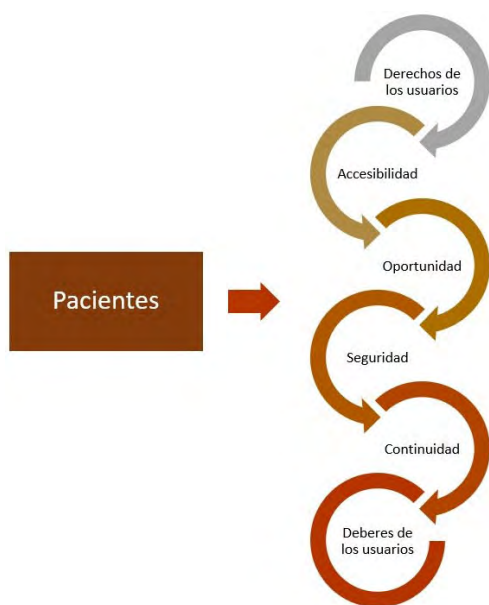 Derechos de
los usuarios
Accesibilidad
Oportunidad
Pacientes
Seguridad
Continuidad
Deberes de
los usuarios